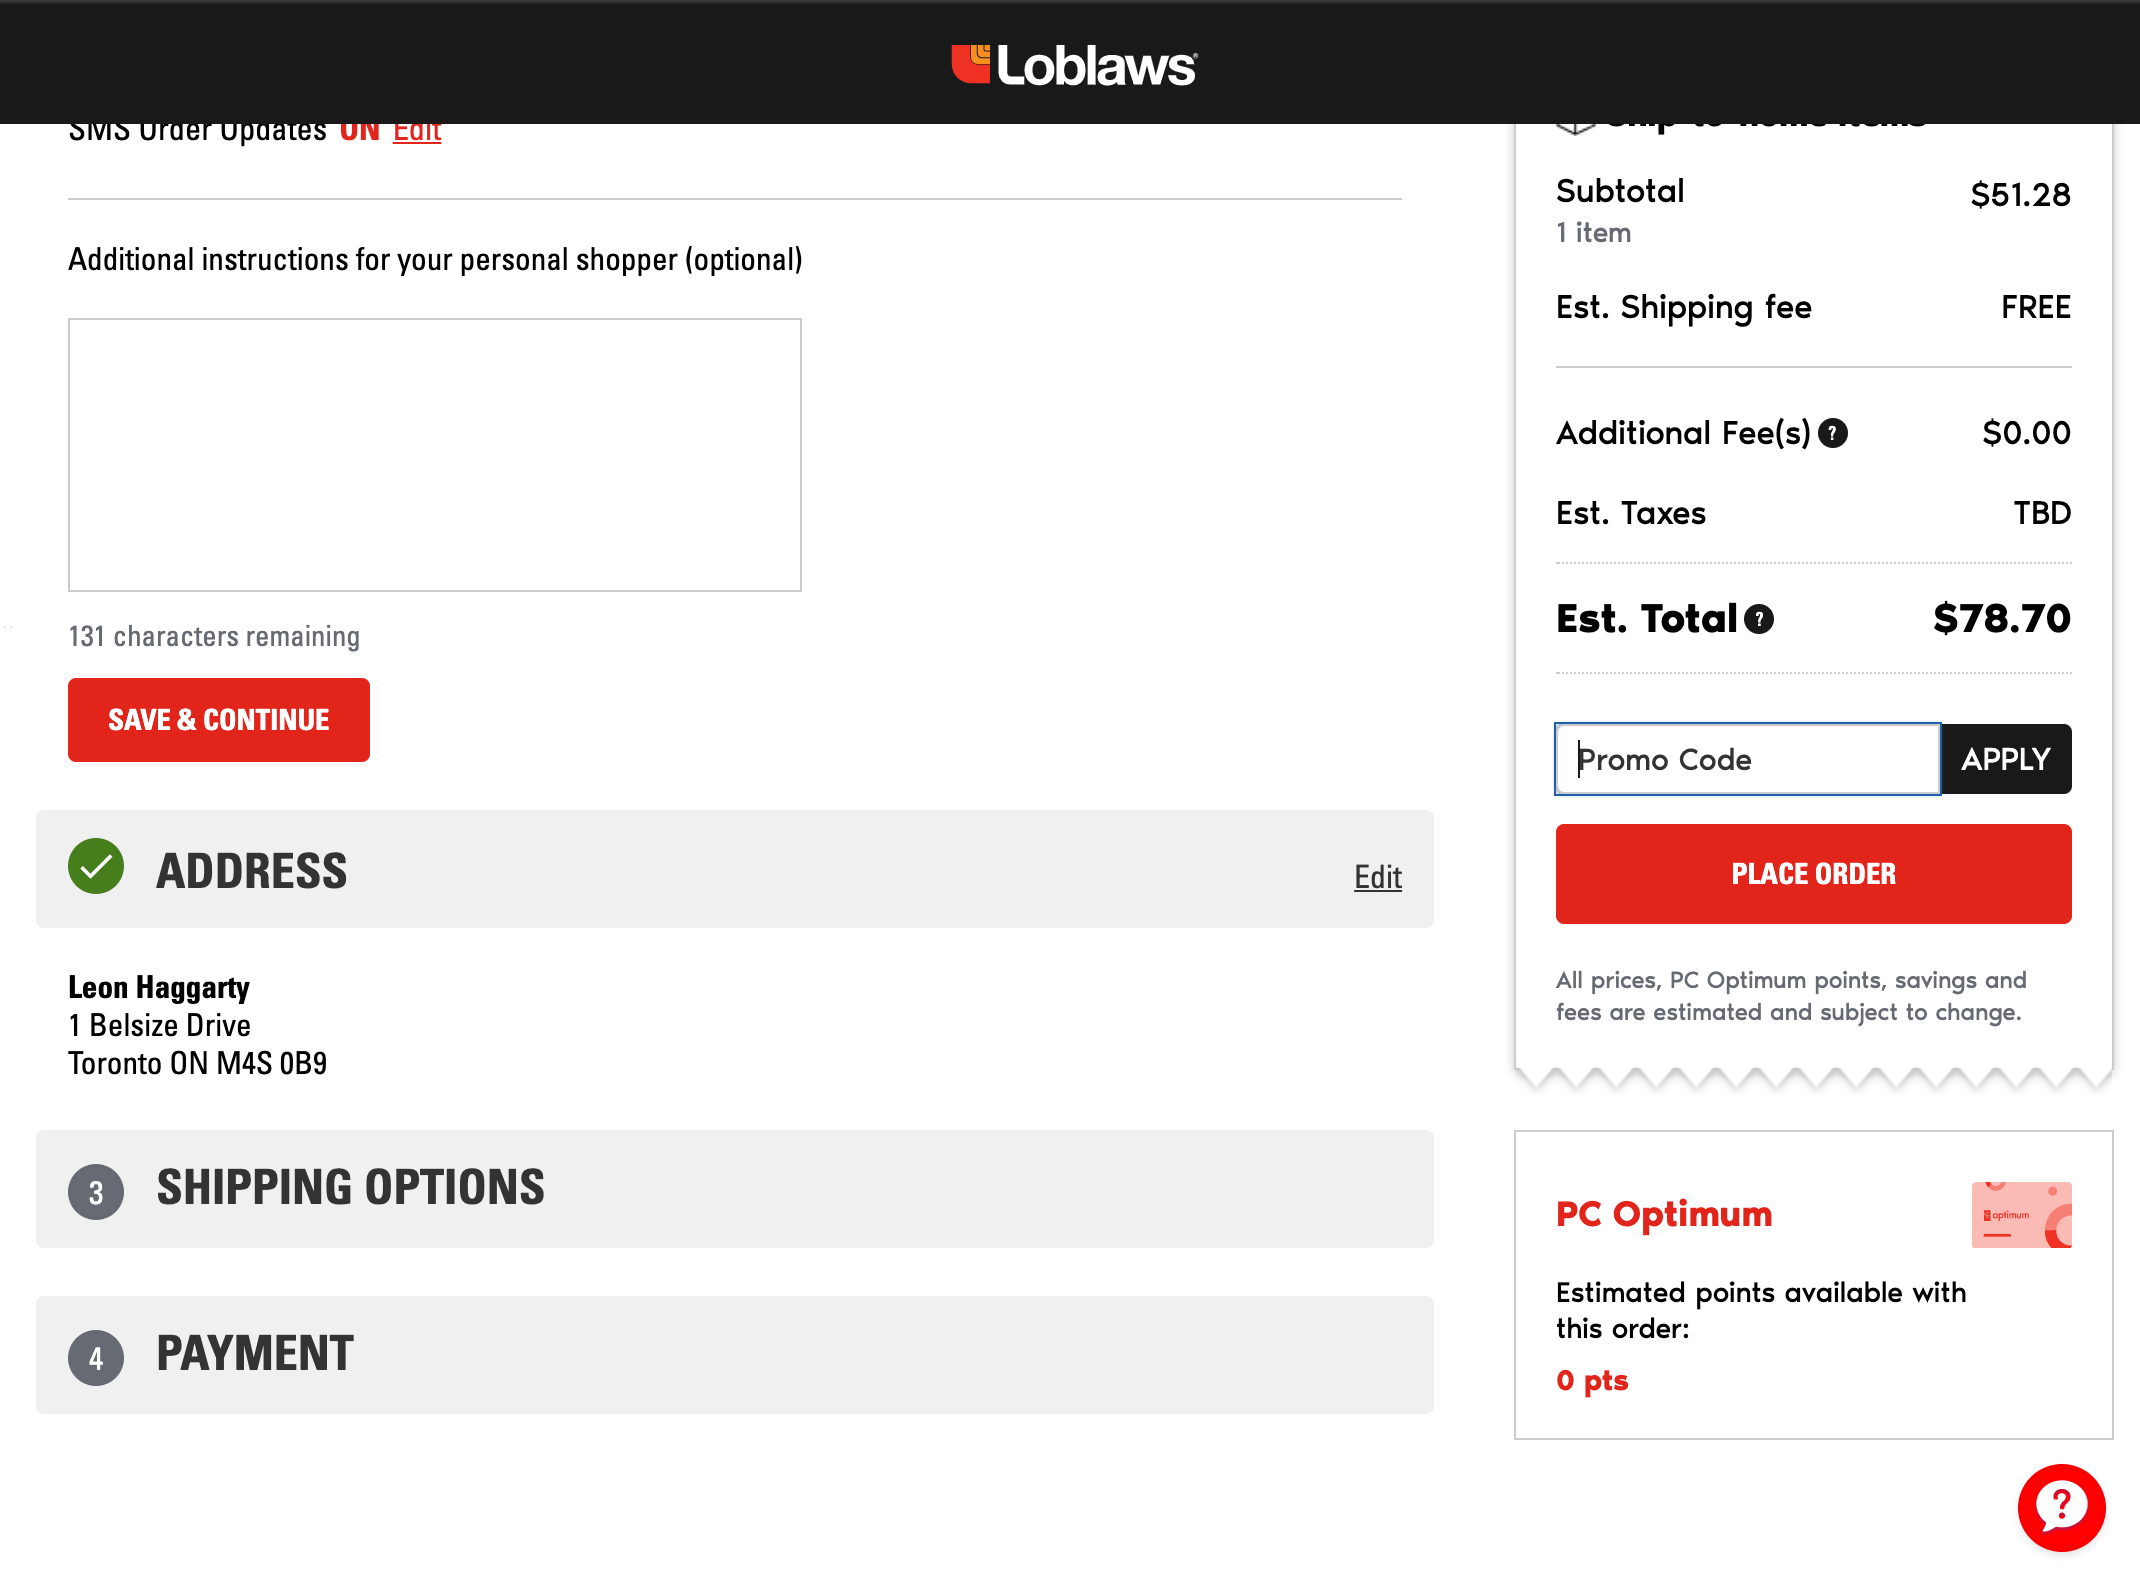 Loblaws
SMS Order Updates ON Edit
Additional instructions for your personal shopper (optional)
131 characters remaining
SAVE & CONTINUE
ADDRESS
Edit
Leon Haggarty
1 Belsize Drive
Toronto ON M4S 0B9
3 SHIPPING OPTIONS
4 PAYMENT
Ship-to-home items
Subtotal $51.28
1 item
Est. Shipping fee FREE
Additional Fee(s) ? $0.00
Est. Taxes TBD
Est. Total ? $78.70
Promo Code APPLY
PLACE ORDER
All prices, PC Optimum points, savings and
fees are estimated and subject to change.
PC Optimum
optimum
Estimated points available with
this order:
0 pts
?